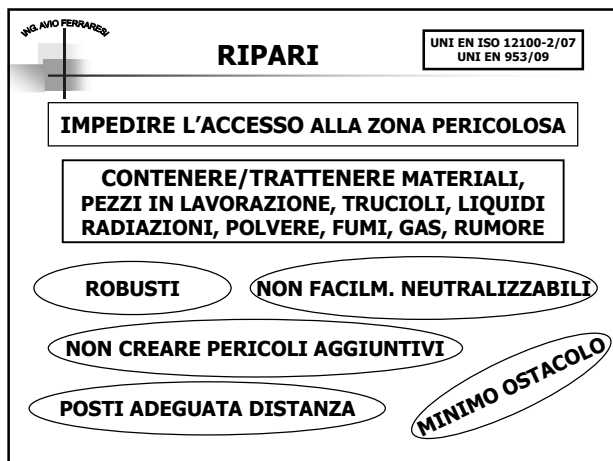 ING. AVIO FERRARESI
RIPARI
UNI EN ISO 12100-2/07
UNI EN 953/09
IMPEDIRE L'ACCESSO ALLA ZONA PERICOLOSA
CONTENERE/TRATTENERE MATERIALI,
PEZZI IN LAVORAZIONE, TRUCIOLI, LIQUIDI
RADIAZIONI, POLVERE, FUMI, GAS, RUMORE
ROBUSTI
NON FACILM. NEUTRALIZZABILI
NON CREARE PERICOLI AGGIUNTIVI
POSTI ADEGUATA DISTANZA
MINIMO OSTACOLO